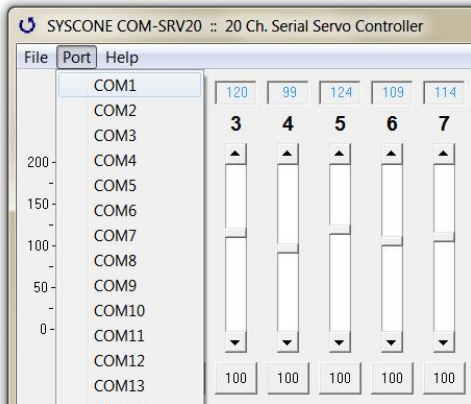 SYSCONE COM-SRV20 :: 20 Ch. Serial Servo Controller
File Port Help
COM1
COM2
COM3
COM4
COM5
COM6
COM7
COM8
COM9
COM10
COM11
COM12
COM13
200
150
100
50
0
120 99 124 109 114
3 4 5 6 7
100 100 100 100 100